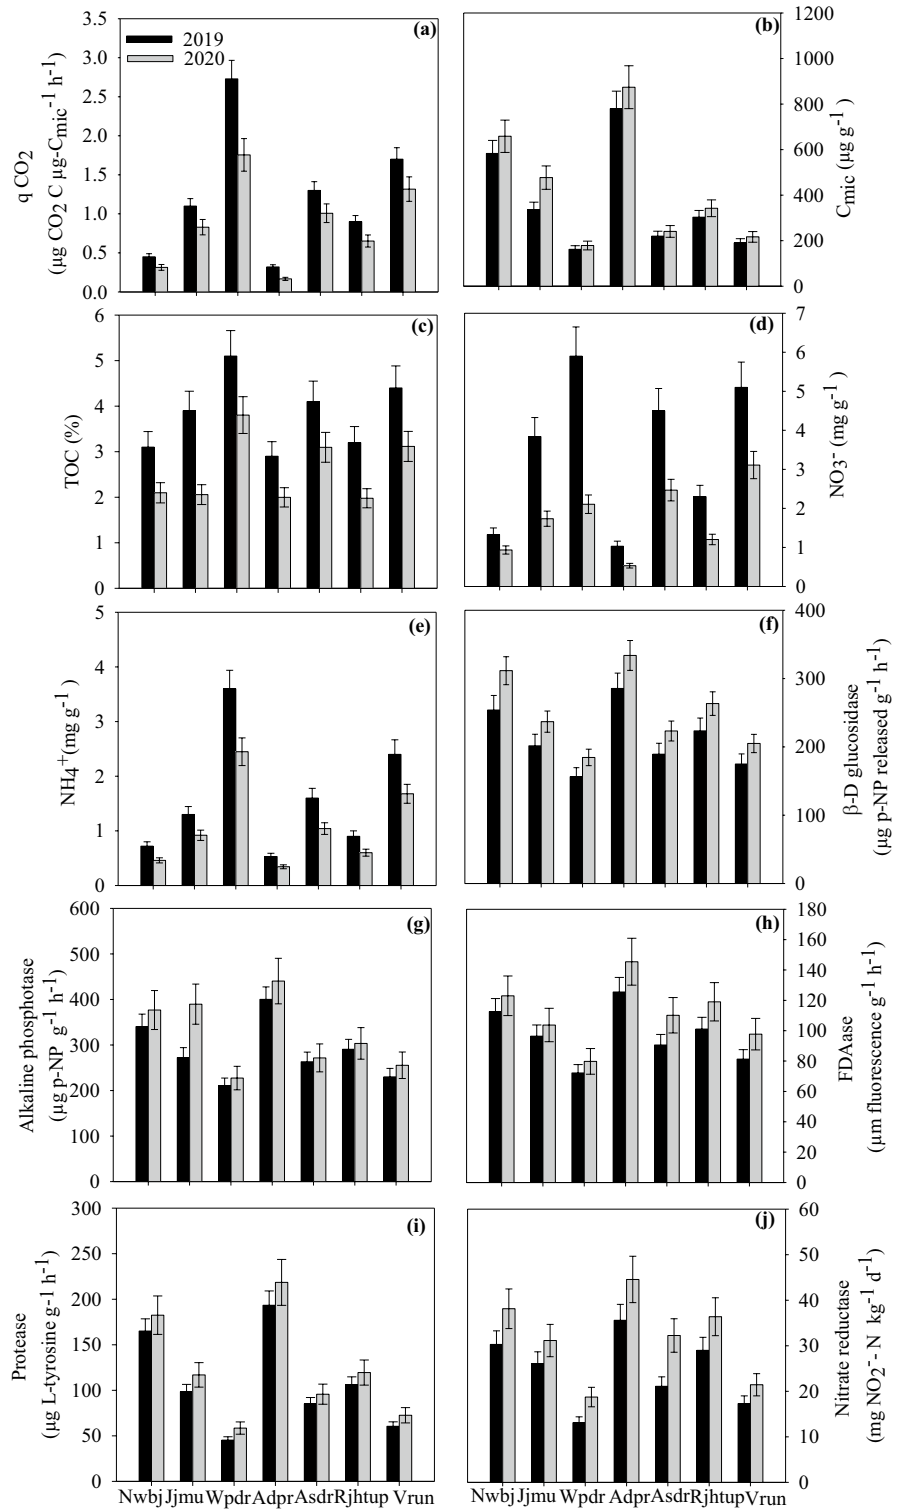 (a)
2019
2020
3.5
3.0
2.5
2.0
1.5
1.0
0.5
0.0
q CO2
(µg CO2 C µg-Cmic-1 h-1)
(b)
1200
1000
800
600
400
200
0
Cmic (µg g-1)
(c)
6
5
4
3
2
1
0
TOC (%)
(d)
7
6
5
4
3
2
1
0
NO3- (mg g-1)
(e)
5
4
3
2
1
0
NH4+(mg g-1)
(f)
400
300
200
100
0
β-D glucosidase
(µg p-NP released g-1 h-1)
(g)
600
500
400
300
200
100
0
Alkaline phosphotase
(µg p-NP g-1 h-1)
(h)
180
160
140
120
100
80
60
40
20
0
FDAase
(µm fluorescence g-1 h-1)
(i)
300
250
200
150
100
50
0
Protease
(µg L-tyrosine g-1 h-1)
Nwbj Jjmu Wpdr Adpr Asdr Rjhtup Vrun
(j)
60
50
40
30
20
10
0
Nitrate reductase
(mg NO2- - N kg-1 d-1)
Nwbj Jjmu Wpdr Adpr Asdr Rjhtup Vrun